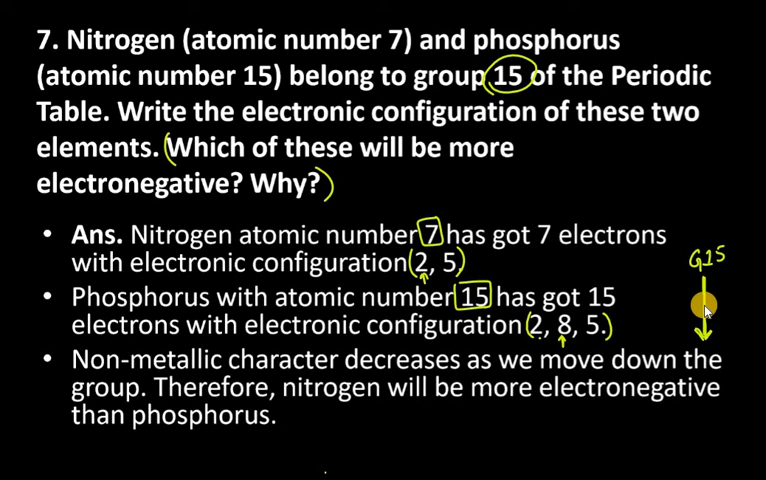 7. Nitrogen (atomic number 7) and phosphorus
(atomic number 15) belong to group 15 of the Periodic
Table. Write the electronic configuration of these two
elements. Which of these will be more
electronegative? Why?
• Ans. Nitrogen atomic number 7 has got 7 electrons
with electronic configuration 2, 5
G15
• Phosphorus with atomic number 15 has got 15
electrons with electronic configuration 2, 8, 5.
• Non-metallic character decreases as we move down the
group. Therefore, nitrogen will be more electronegative
than phosphorus.